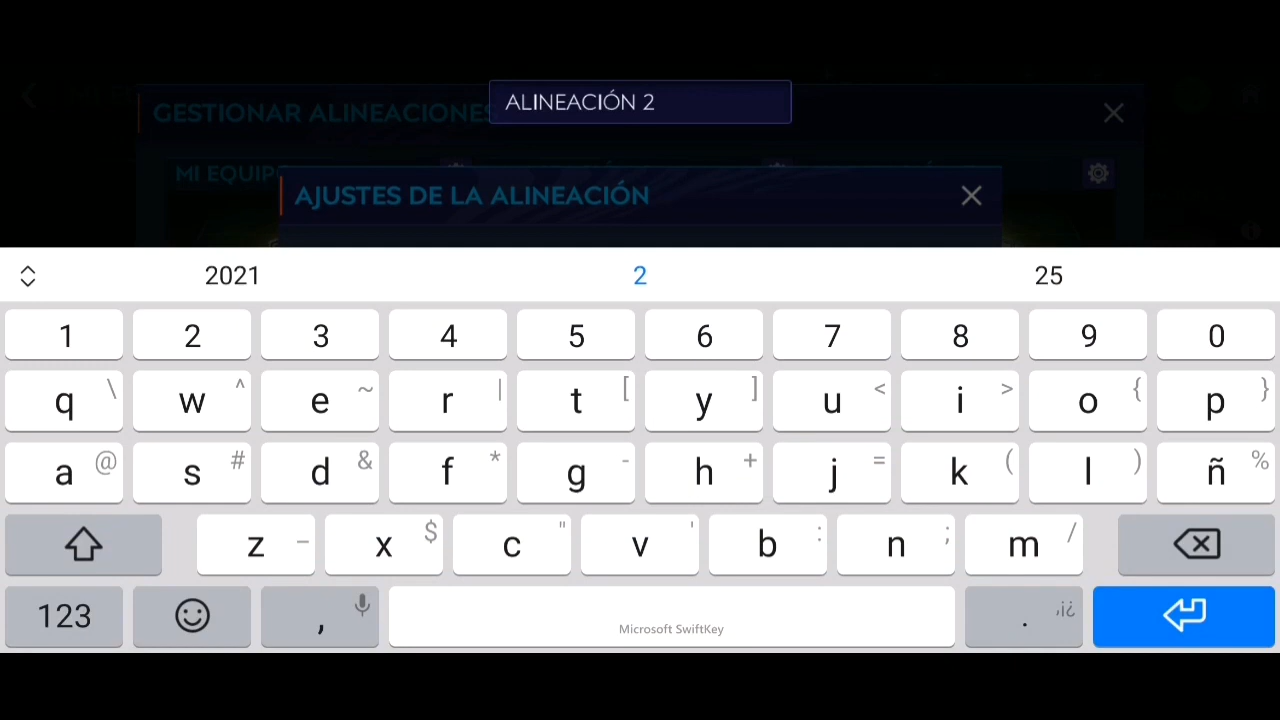 ALINEACIÓN 2
GESTIONAR ALINEACIONES
MI EQUIPO
AJUSTES DE LA ALINEACIÓN
2021 2 25
1 2 3 4 5 6 7 8 9 0
q \ w ^ e ~ r | t [ y ] u < i > o { p }
a @ s # d & f * g - h + j = k ( l ) ñ %
z _ x $ c " v ' b : n ; m /
123 , Microsoft SwiftKey . ,¡¿